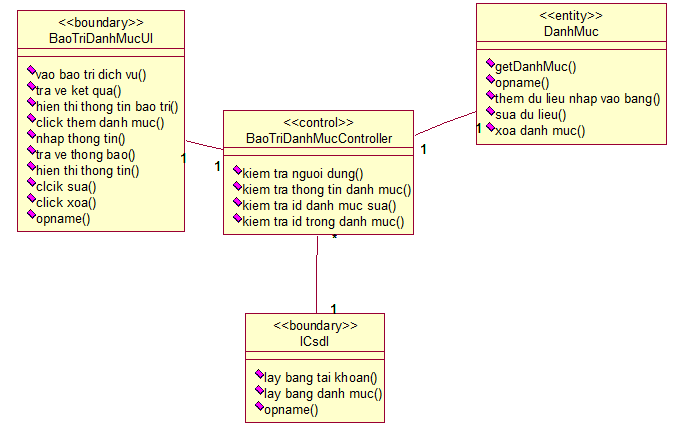 <<boundary>>
BaoTriDanhMucUI
vao bao tri dich vu()
tra ve ket qua()
hien thi thong tin bao tri()
click them danh muc()
nhap thong tin()
tra ve thong bao()
hien thi thong tin()
clcik sua()
click xoa()
opname()
1
1
<<control>>
BaoTriDanhMucController
kiem tra nguoi dung()
kiem tra thong tin danh muc()
kiem tra id danh muc sua()
kiem tra id trong danh muc()
1
1
<<entity>>
DanhMuc
getDanhMuc()
opname()
them du lieu nhap vao bang()
sua du lieu()
xoa danh muc()
*
1
<<boundary>>
ICsdl
lay bang tai khoan()
lay bang danh muc()
opname()